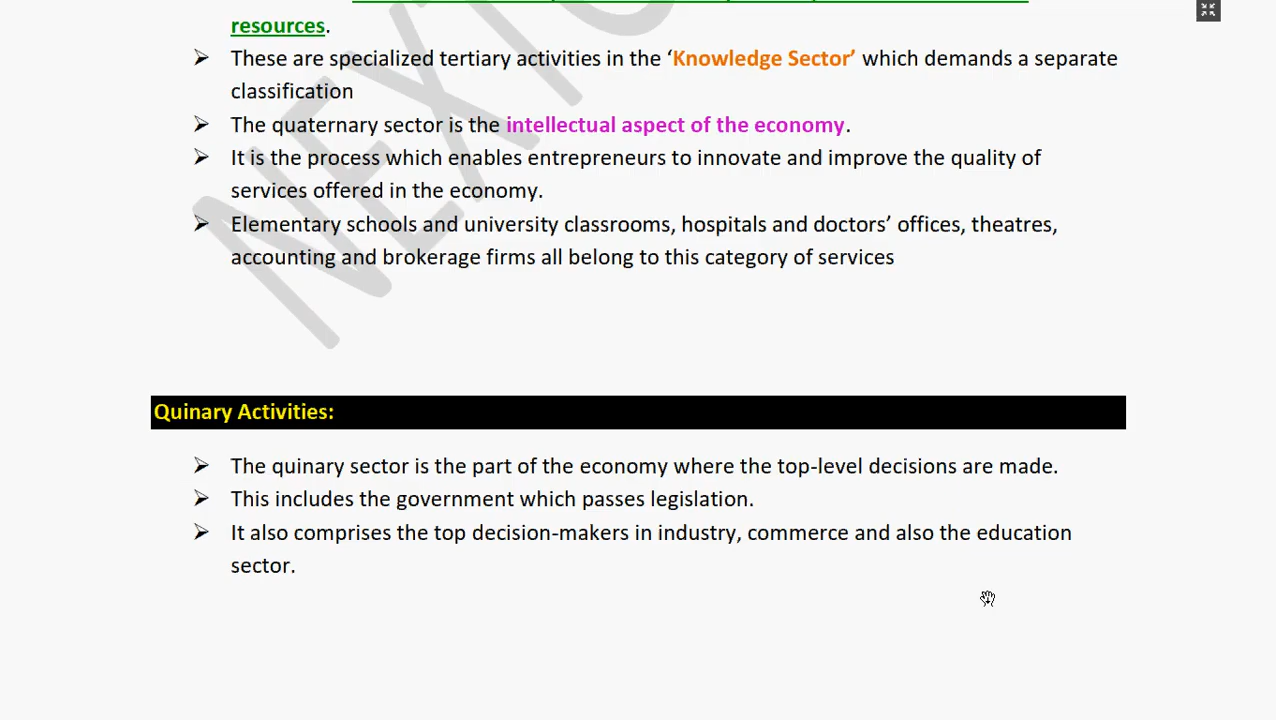 resources.
These are specialized tertiary activities in the ‘Knowledge Sector’ which demands a separate
classification
The quaternary sector is the intellectual aspect of the economy.
It is the process which enables entrepreneurs to innovate and improve the quality of
services offered in the economy.
Elementary schools and university classrooms, hospitals and doctors’ offices, theatres,
accounting and brokerage firms all belong to this category of services
Quinary Activities:
The quinary sector is the part of the economy where the top-level decisions are made.
This includes the government which passes legislation.
It also comprises the top decision-makers in industry, commerce and also the education
sector.